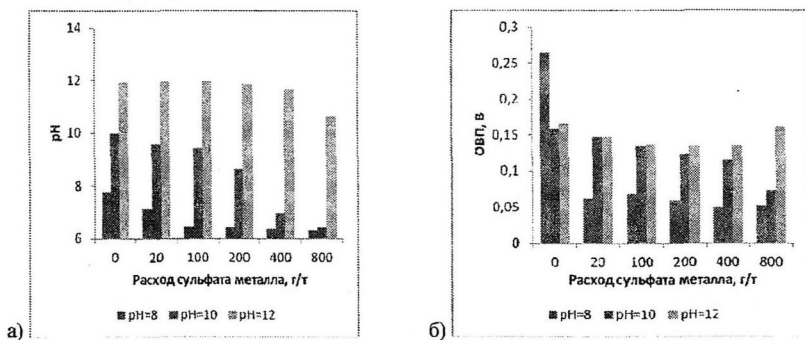 14
12
10
8
6
pH
0 20 100 200 400 800
Расход сульфата металла, г/т
pH=8 pH=10 pH=12
а)
0,3
0,25
0,2
0,15
0,1
0,05
0
ОВП, в
0 20 100 200 400 800
Расход сульфата металла, г/т
pH=8 pH=10 pH=12
б)